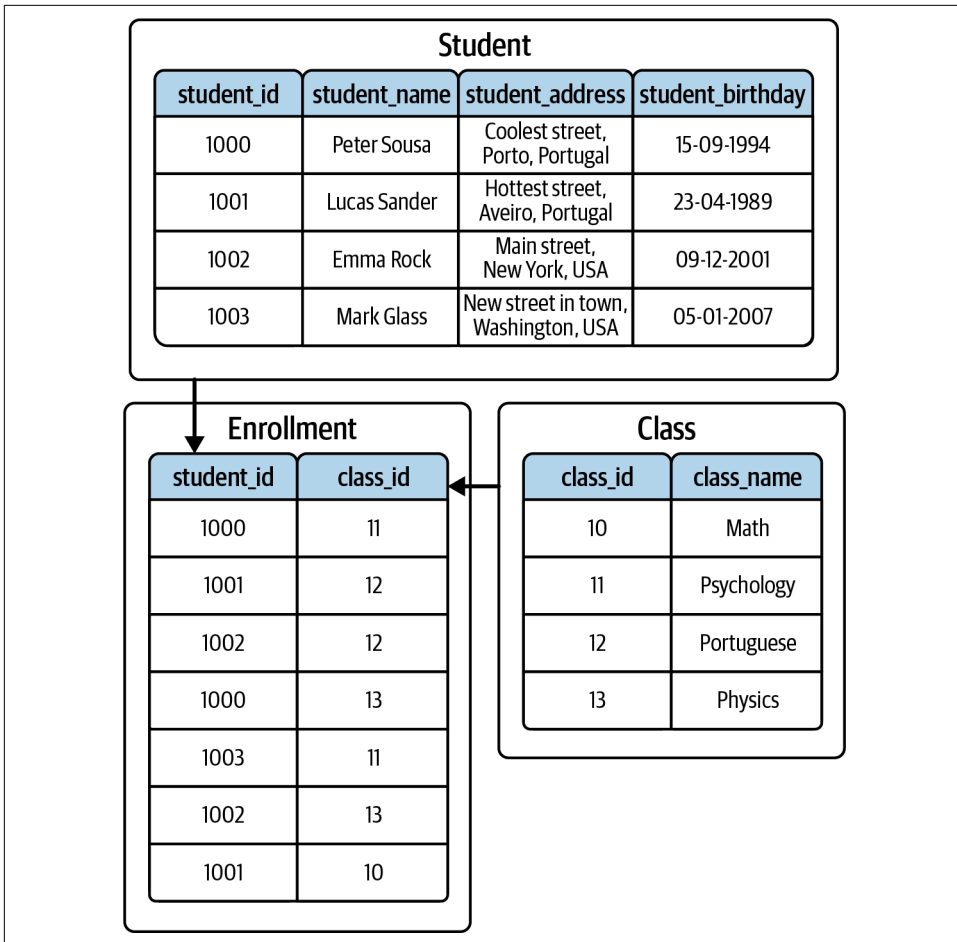 Student
student_id student_name student_address student_birthday
1000 Peter Sousa Coolest street, Porto, Portugal 15-09-1994
1001 Lucas Sander Hottest street, Aveiro, Portugal 23-04-1989
1002 Emma Rock Main street, New York, USA 09-12-2001
1003 Mark Glass New street in town, Washington, USA 05-01-2007
Enrollment
student_id class_id
1000 11
1001 12
1002 12
1000 13
1003 11
1002 13
1001 10
Class
class_id class_name
10 Math
11 Psychology
12 Portuguese
13 Physics